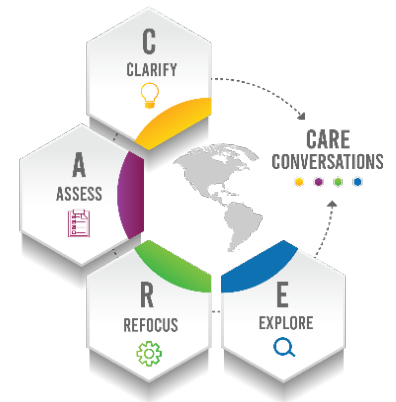 C
CLARIFY
A
ASSESS
R
REFOCUS
E
EXPLORE
CARE
CONVERSATIONS